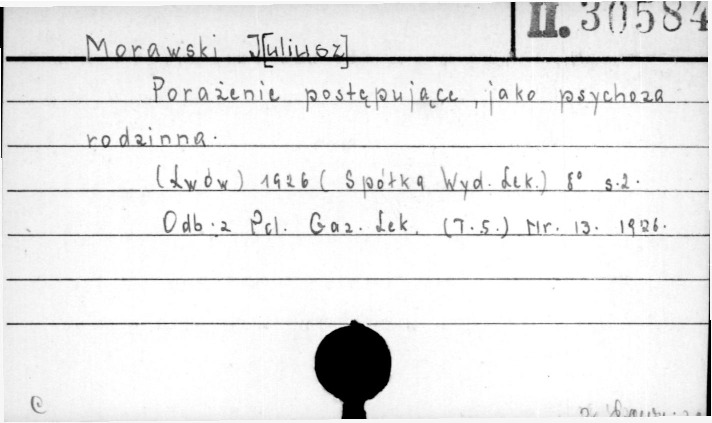 II. 30584
Morawski J[uliusz]
Porażenie postępujące, jako psychoza
rodzinna.
(Lwów) 1926 (Spółka Wyd. Lek.) 8° s.2.
Odb. z Pol. Gaz. Lek. (T.5.) Nr. 13. 1926.
C